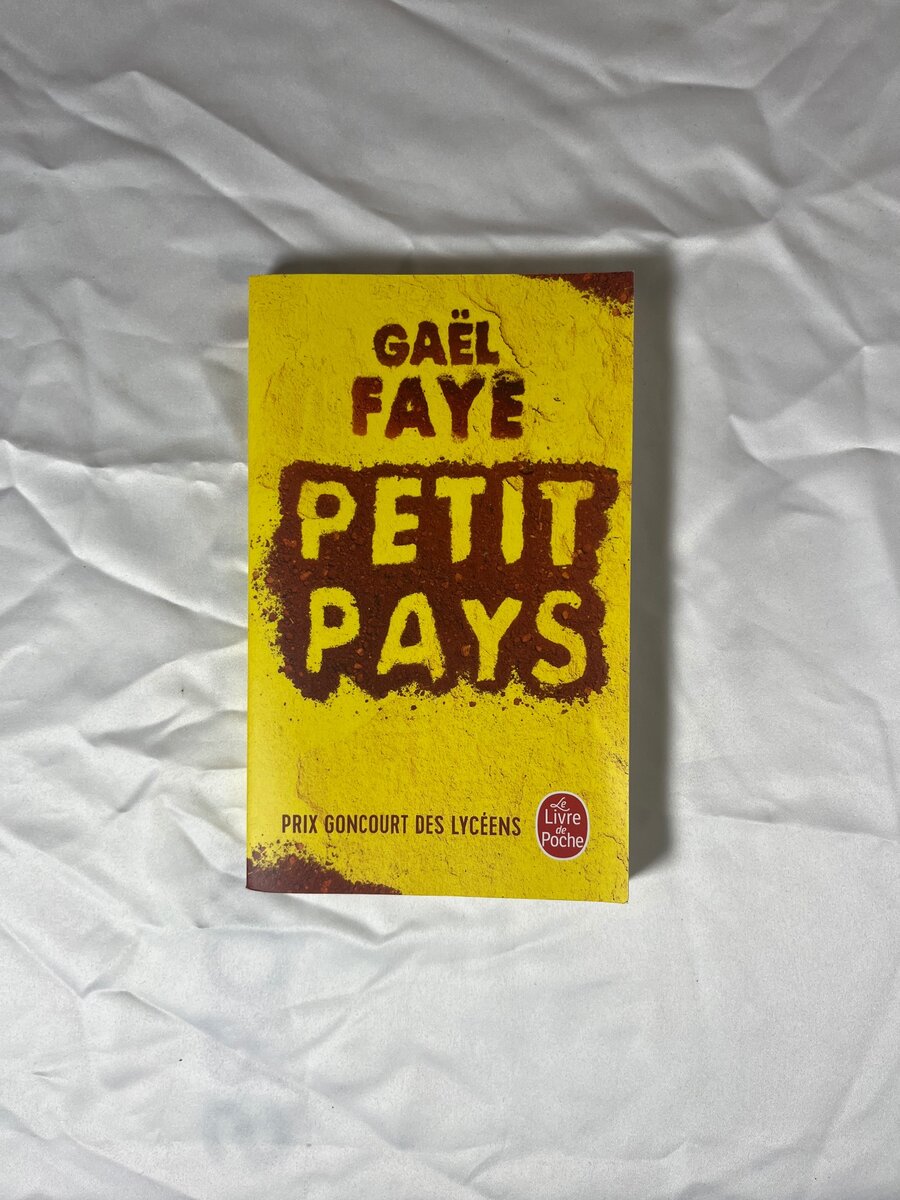 GAËL
FAYE
PETIT
PAYS
PRIX GONCOURT DES LYCÉENS
Le
Livre
de
Poche